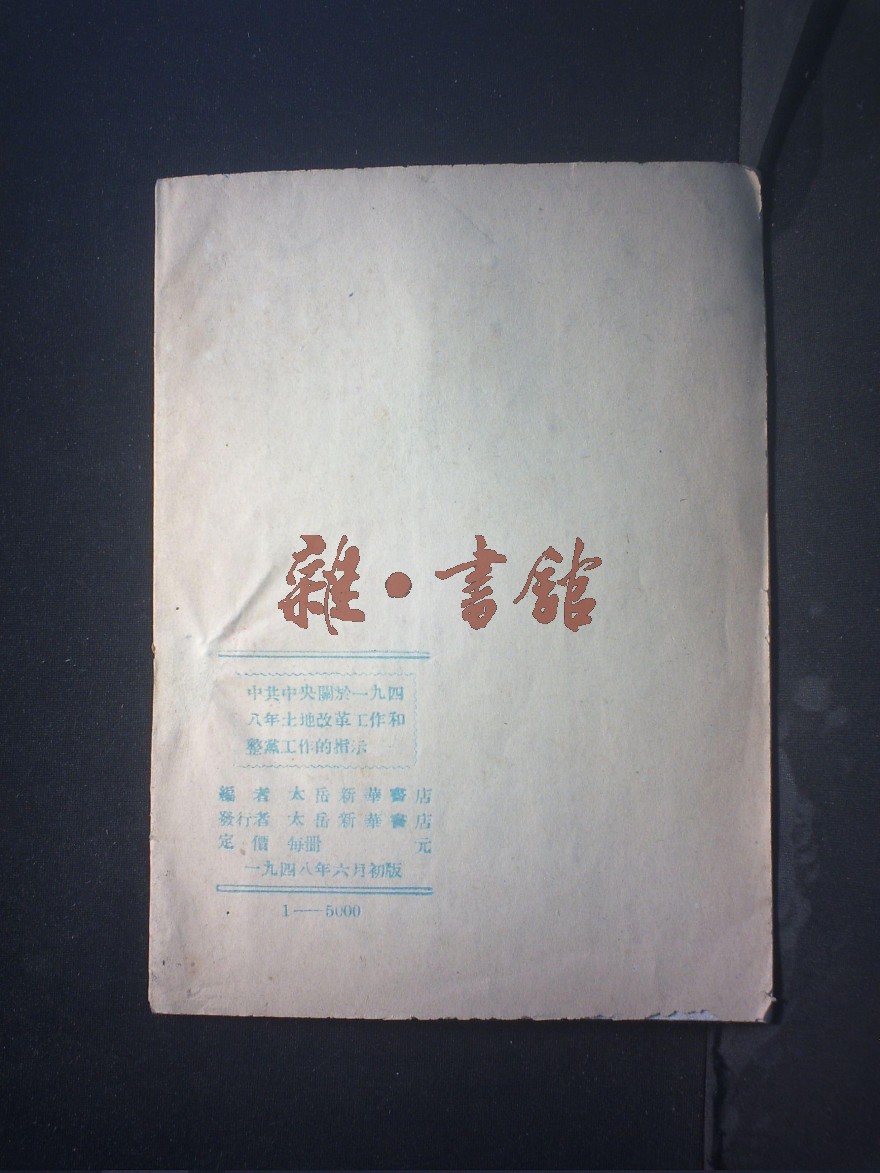 雜·書館
中共中央關於一九四
八年土地改革工作和
整黨工作的指示
編者 太岳新華書店
發行者 太岳新華書店
定價 每冊 元
一九四八年六月初版
1——5000